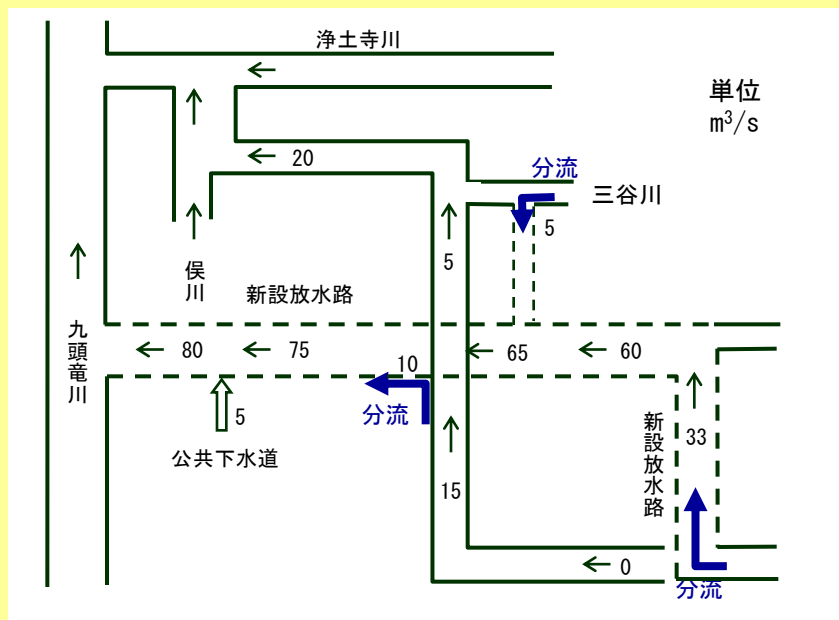 浄土寺川
単位
m³/s
20
分流
三谷川
5
5
俣川
新設放水路
九頭竜川
80
75
10
65
60
分流
5
公共下水道
15
新設放水路
33
0
分流